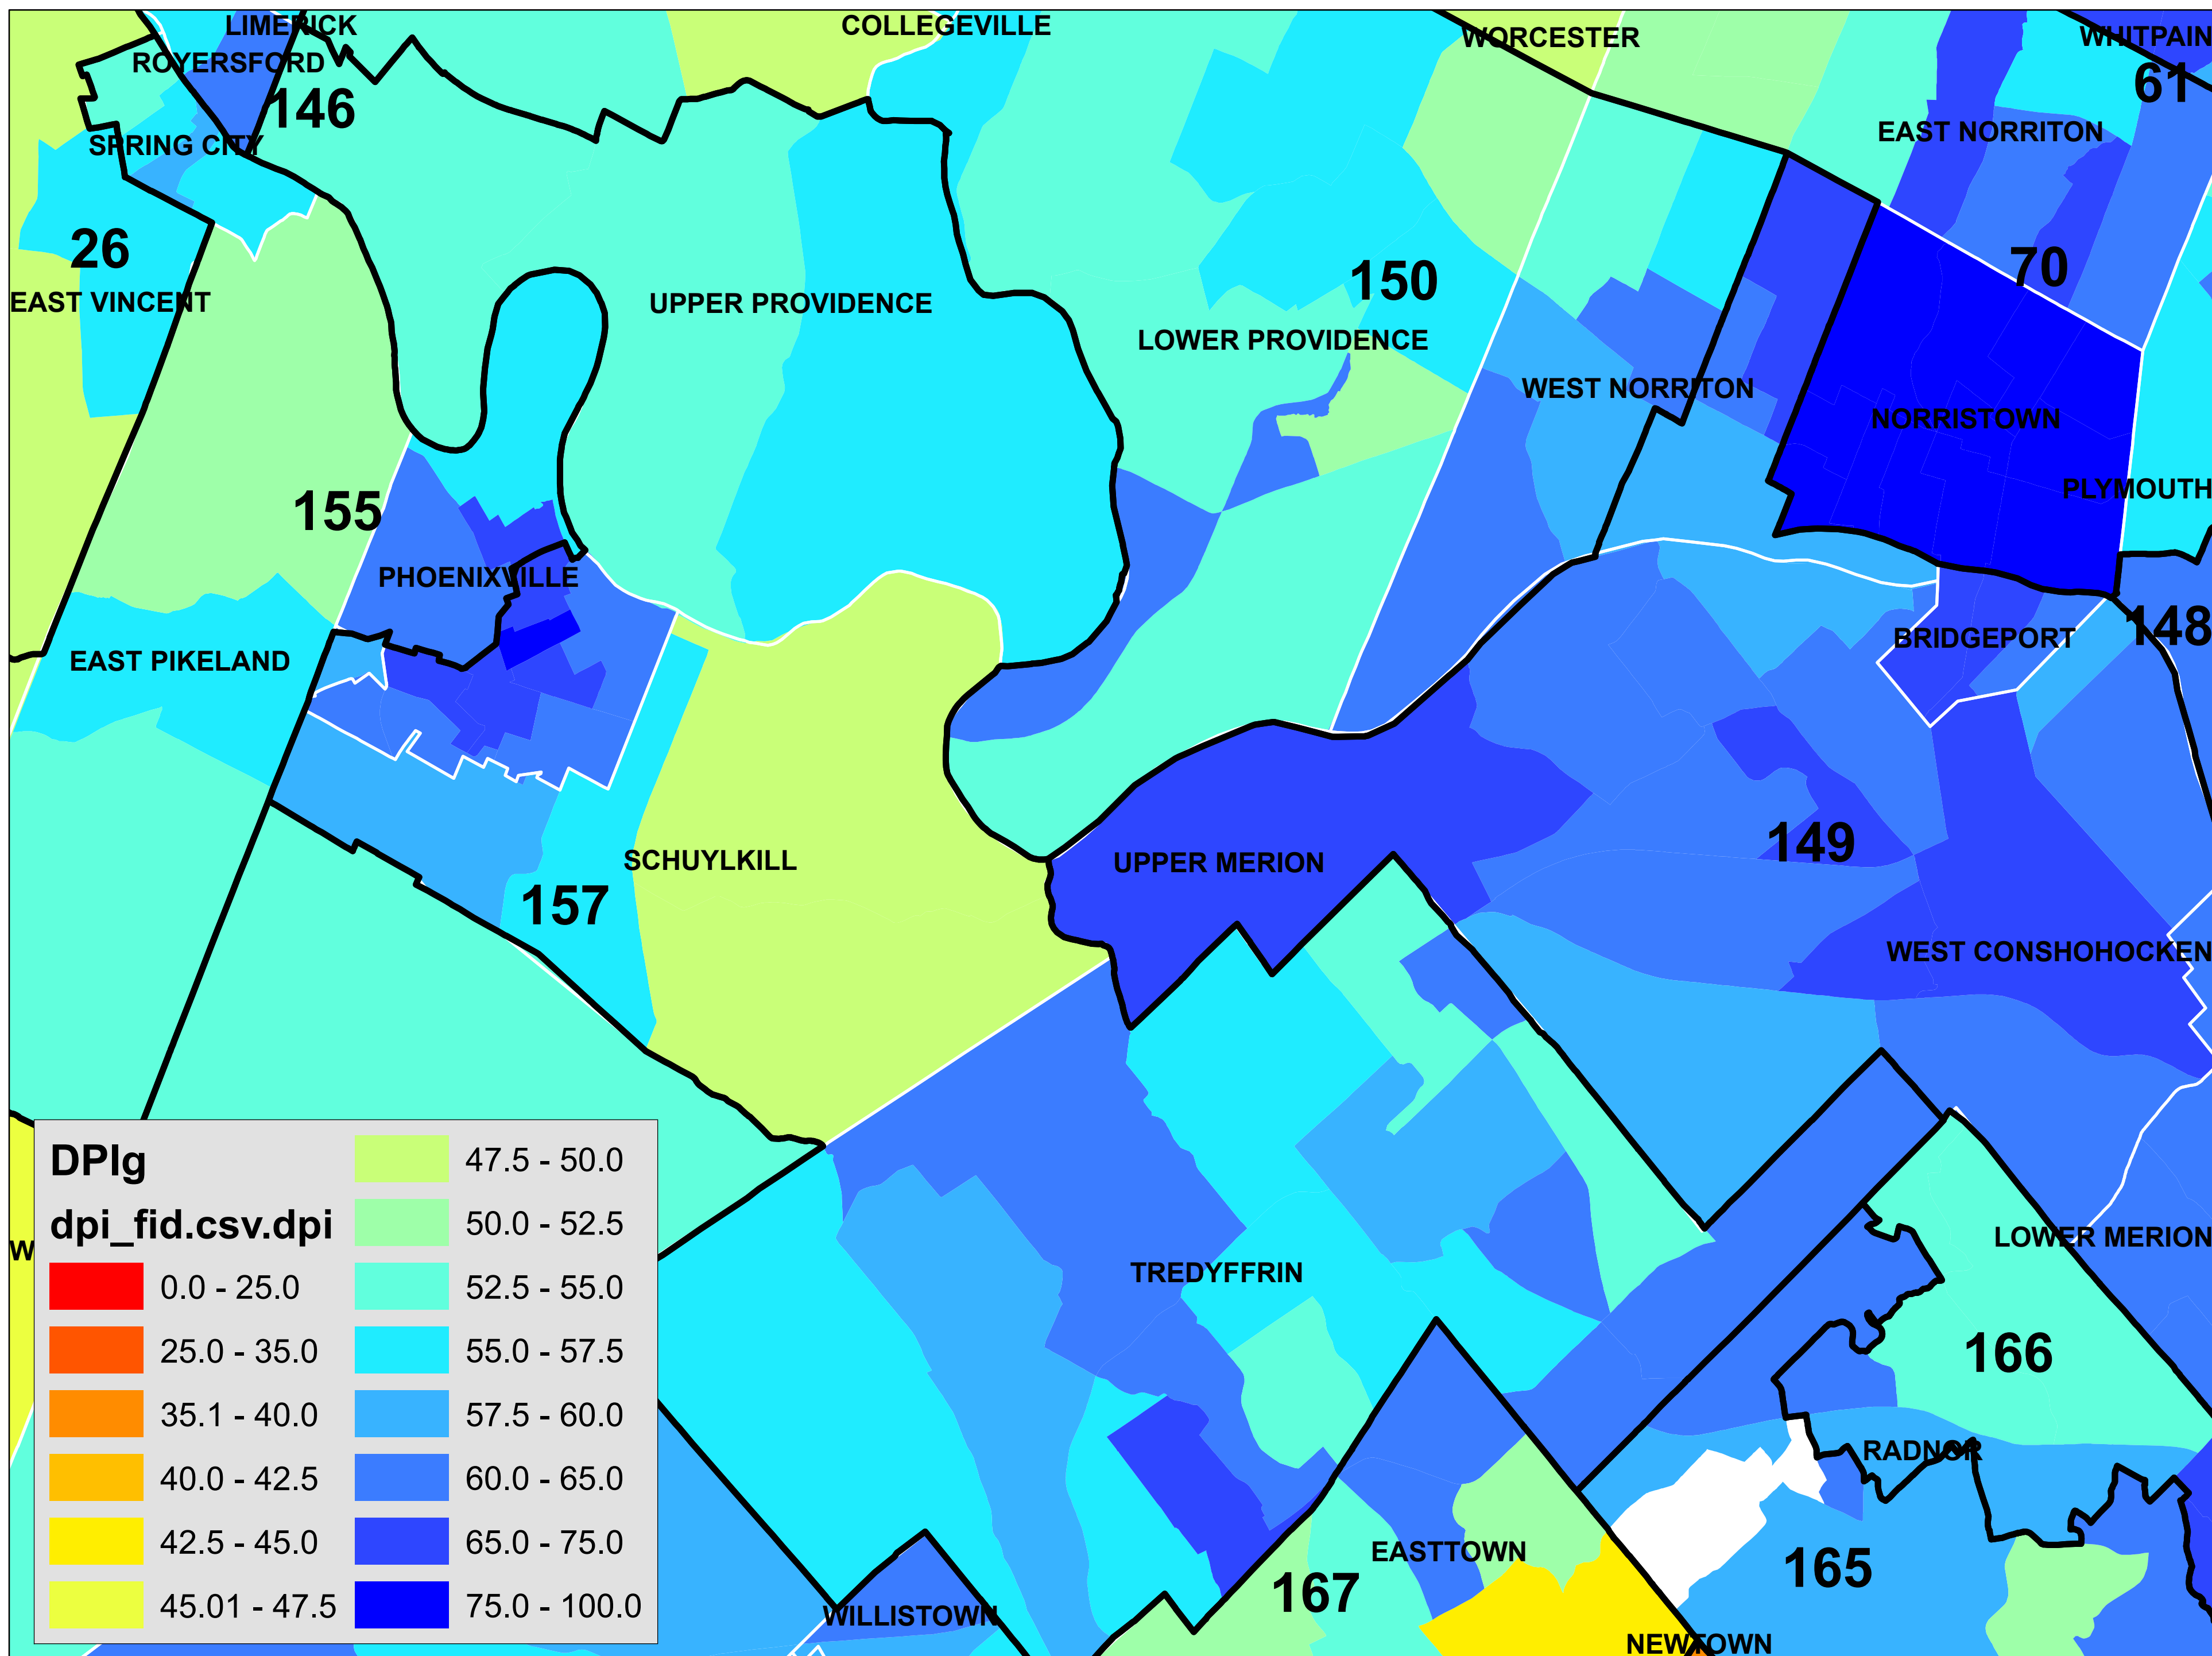 LIMERICK
COLLEGEVILLE
WORCESTER
WHITPAIN
ROYERSFORD
61
146
EAST NORRITON
SPRING CITY
26
70
150
EAST VINCENT
UPPER PROVIDENCE
LOWER PROVIDENCE
WEST NORRITON
NORRISTOWN
PLYMOUTH
155
PHOENIXVILLE
148
BRIDGEPORT
EAST PIKELAND
149
SCHUYLKILL
UPPER MERION
157
WEST CONSHOHOCKEN
LOWER MERION
W
TREDYFFRIN
166
RADNOR
EASTTOWN
165
167
WILLISTOWN
NEWTOWN
DPIg
dpi_fid.csv.dpi
0.0 - 25.0
25.0 - 35.0
35.1 - 40.0
40.0 - 42.5
42.5 - 45.0
45.01 - 47.5
47.5 - 50.0
50.0 - 52.5
52.5 - 55.0
55.0 - 57.5
57.5 - 60.0
60.0 - 65.0
65.0 - 75.0
75.0 - 100.0